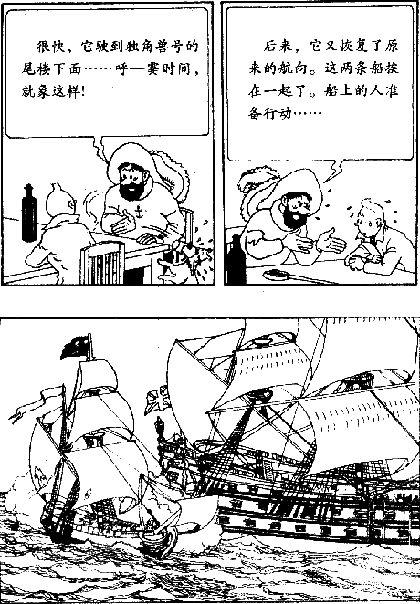 很快，它驶到独角兽号的
尾楼下面……呼一霎时间，
就象这样！
后来，它又恢复了原
来的航向。这两条船挨
在一起了。船上的人准
备行动……